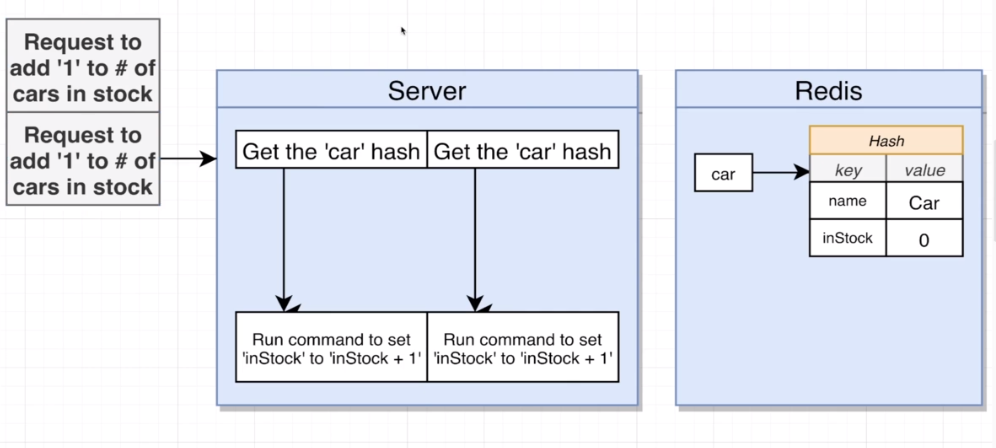 Request to
add '1' to # of
cars in stock
Request to
add '1' to # of
cars in stock
Server
Get the 'car' hash
Get the 'car' hash
Run command to set
'inStock' to 'inStock + 1'
Run command to set
'inStock' to 'inStock + 1'
Redis
car
Hash
key value
name Car
inStock 0